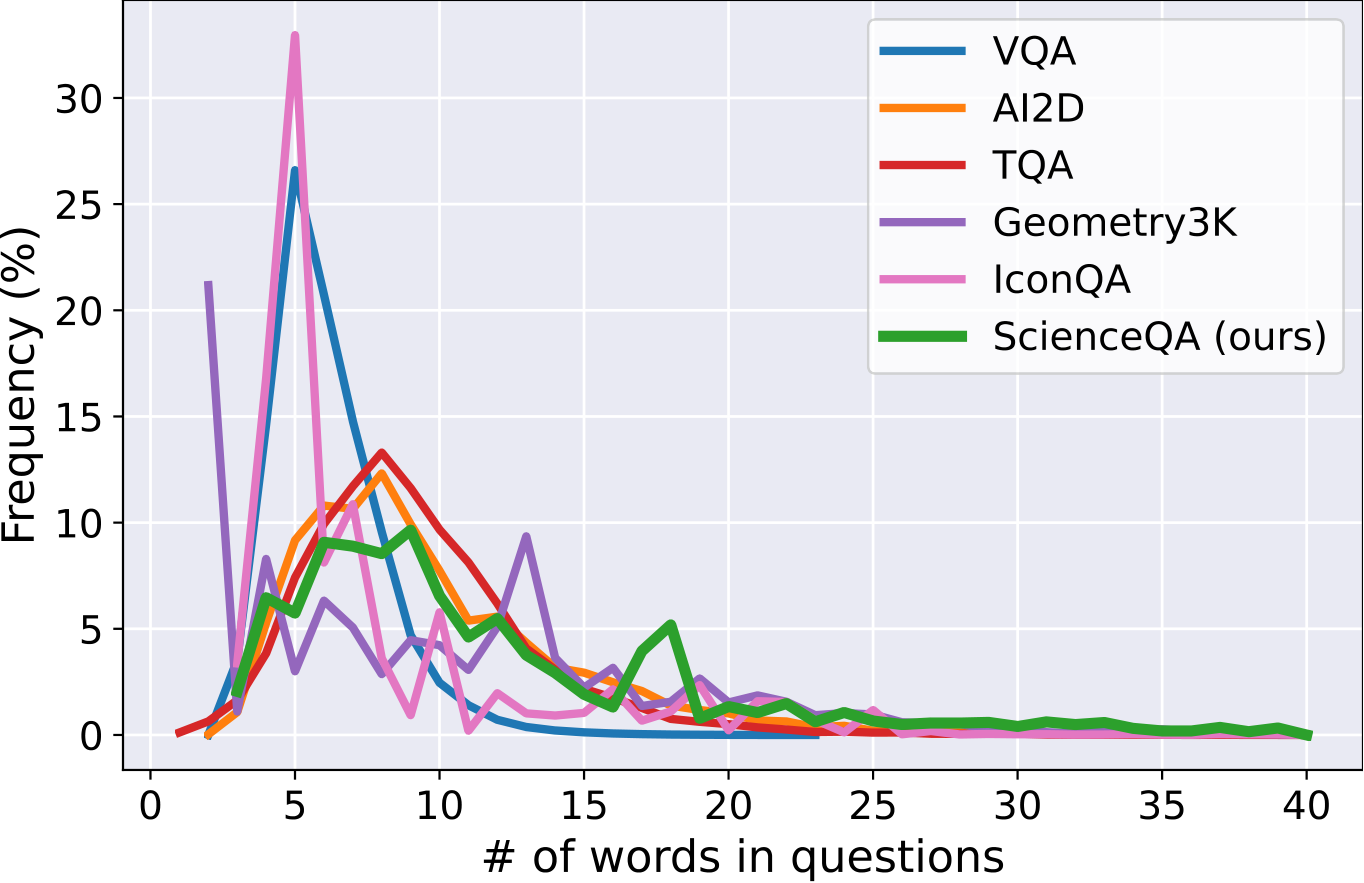 Frequency (%)
30
25
20
15
10
5
0
VQA
AI2D
TQA
Geometry3K
IconQA
ScienceQA (ours)
0 5 10 15 20 25 30 35 40
# of words in questions